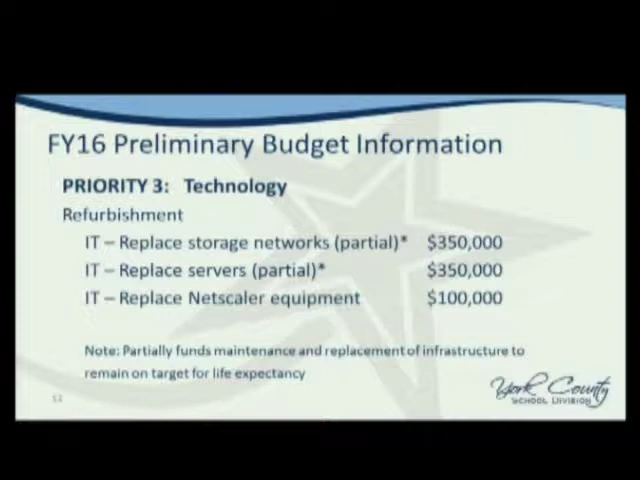 FY16 Preliminary Budget Information
PRIORITY 3: Technology
Refurbishment
IT – Replace storage networks (partial)* $350,000
IT – Replace servers (partial)* $350,000
IT – Replace Netscaler equipment $100,000
Note: Partially funds maintenance and replacement of infrastructure to
remain on target for life expectancy
York County
SCHOOL DIVISION